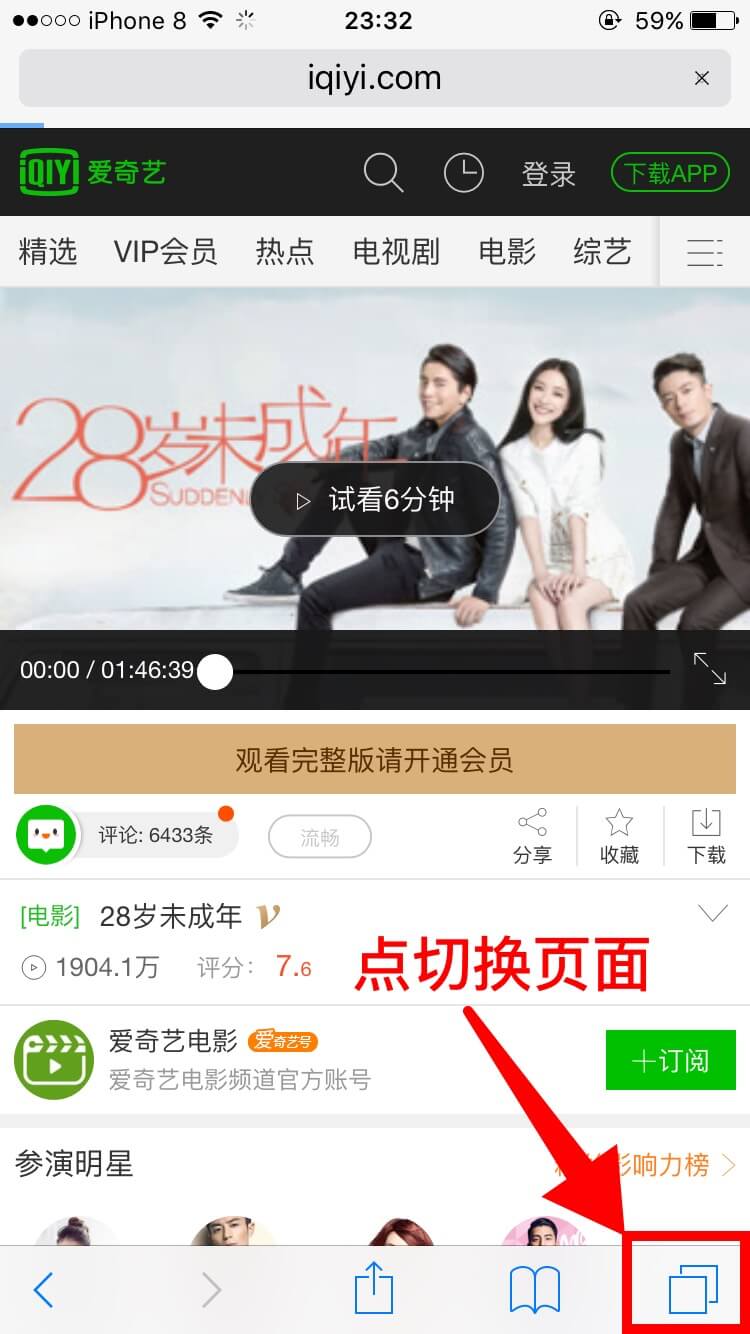 iPhone 8 23:32 59%
iqiyi.com
iQIYI 爱奇艺 登录 下载APP
精选 VIP会员 热点 电视剧 电影 综艺
28岁未成年
SUDDEN
试看6分钟
00:00 / 01:46:39
观看完整版请开通会员
评论: 6433条 流畅 分享 收藏 下载
[电影] 28岁未成年
1904.1万 评分: 7.6
点切换页面
爱奇艺电影 爱奇艺号
爱奇艺电影频道官方账号
+订阅
参演明星 影响力榜